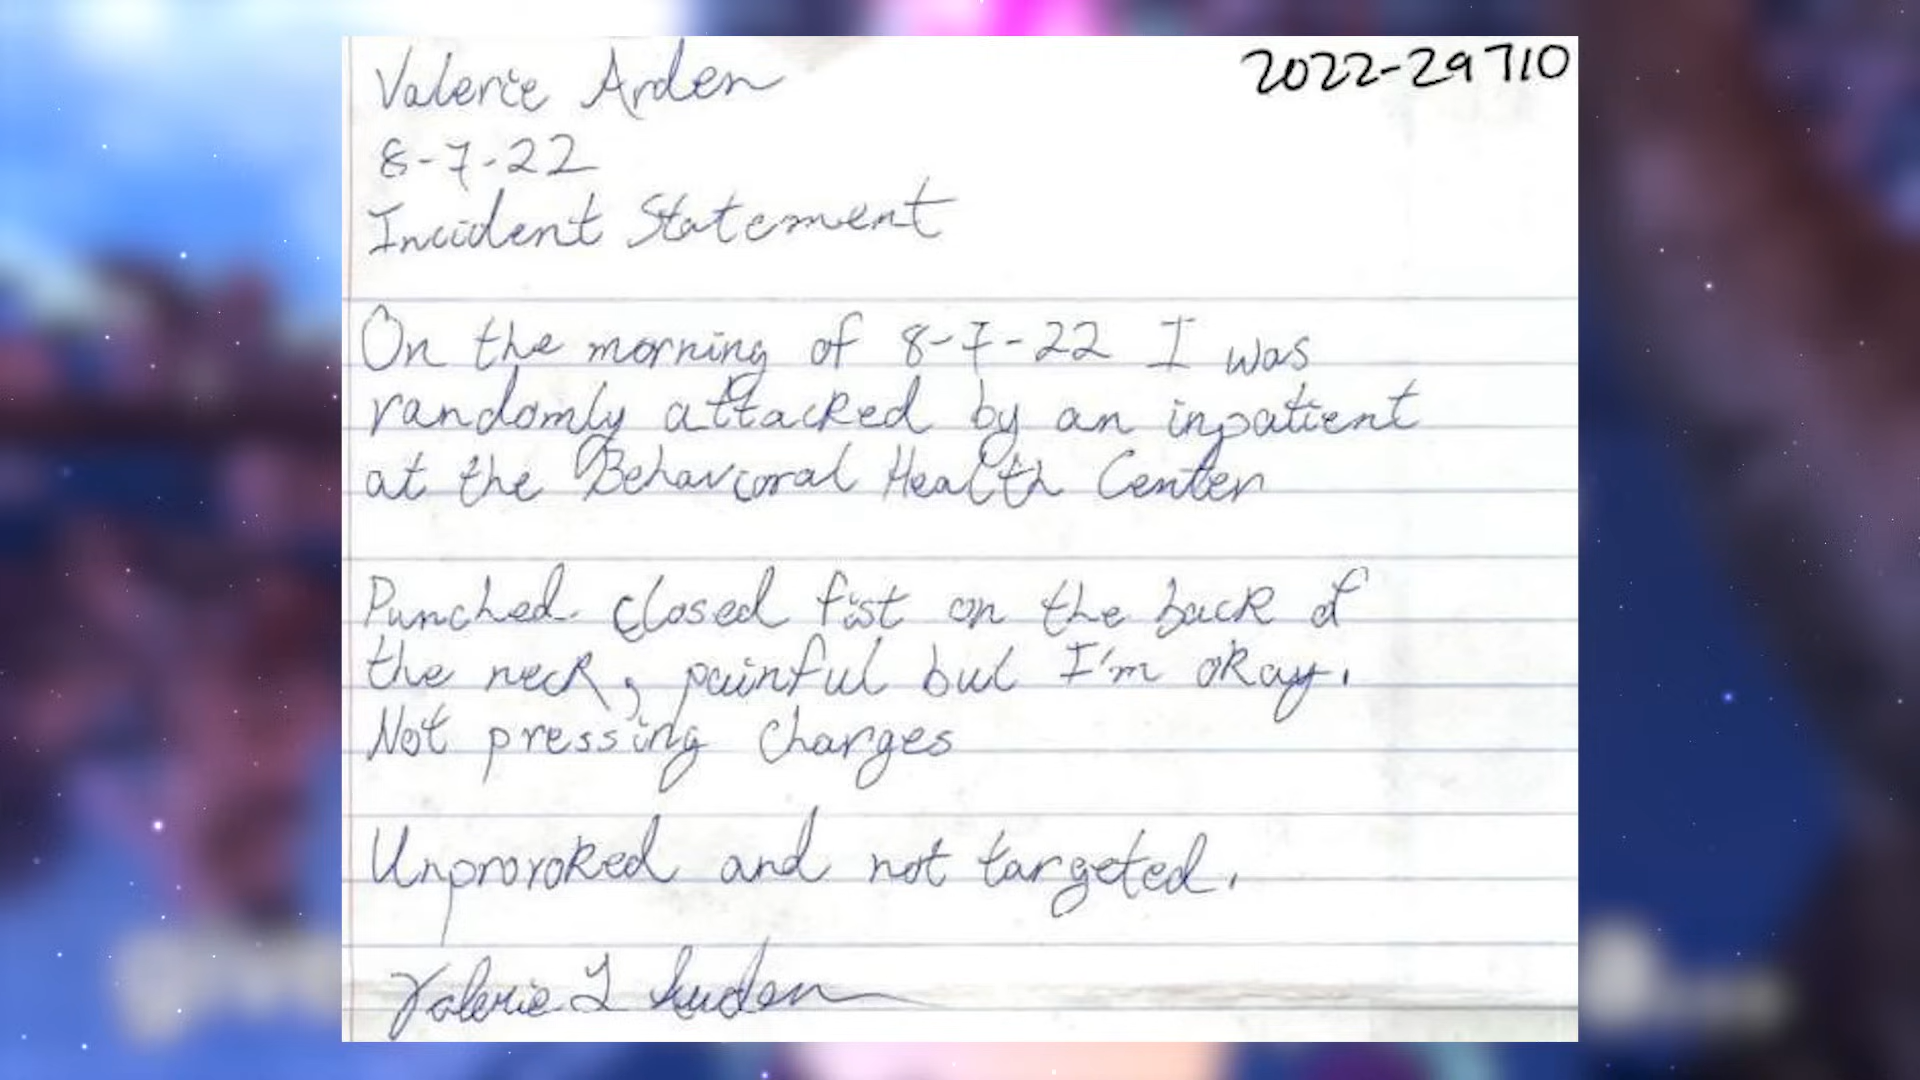 Valerie Arden
2022-29710
8-7-22
Incident Statement
On the morning of 8-7-22 I was
randomly attacked by an inpatient
at the Behavioral Health Center
Punched. closed fist on the back of
the neck, painful but I'm okay.
Not pressing charges
Unprovoked and not targeted.
Valerie L Arden